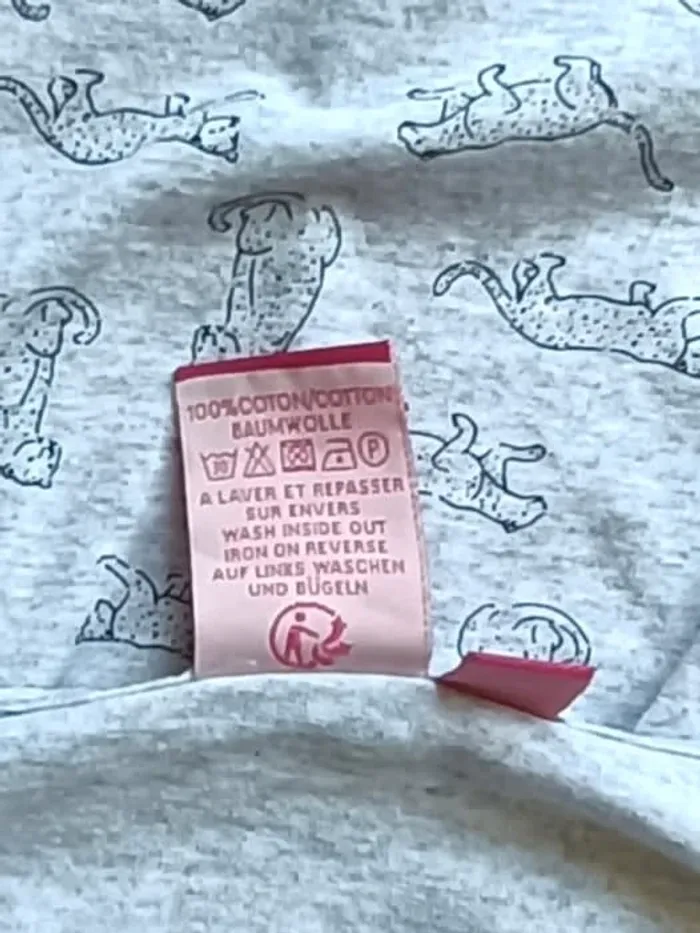 100%COTON/COTTON
BAUMWOLLE
30 P
A LAVER ET REPASSER
SUR ENVERS
WASH INSIDE OUT
IRON ON REVERSE
AUF LINKS WASCHEN
UND BÜGELN